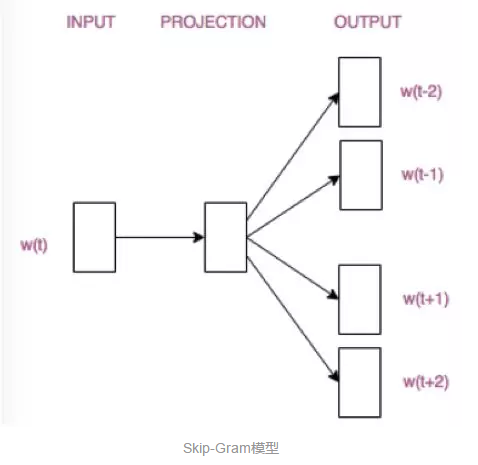 INPUT PROJECTION OUTPUT
w(t-2)
w(t-1)
w(t)
w(t+1)
w(t+2)
Skip-Gram模型